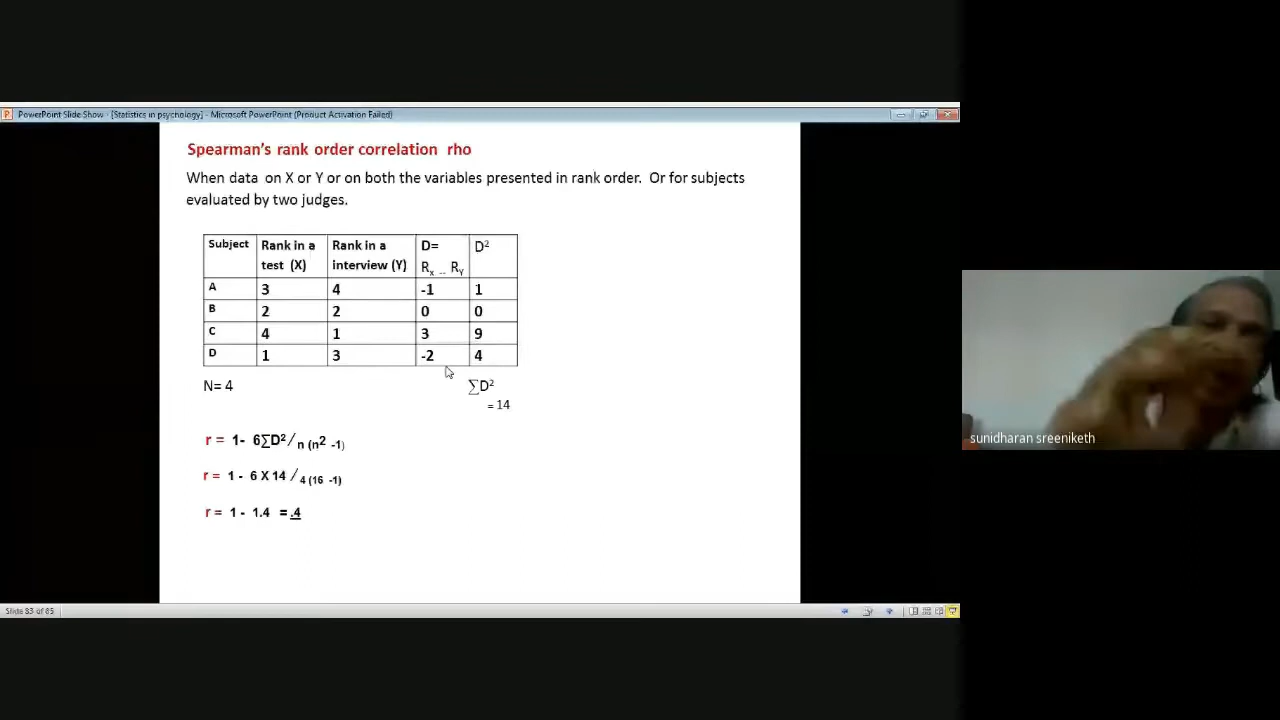 PowerPoint Slide Show - [Statistics in psychology] - Microsoft PowerPoint (Product Activation Failed)
Spearman's rank order correlation rho
When data on X or Y or on both the variables presented in rank order. Or for subjects
evaluated by two judges.
Subject Rank in a test (X) Rank in a interview (Y) D= Rx - RY D²
A 3 4 -1 1
B 2 2 0 0
C 4 1 3 9
D 1 3 -2 4
N= 4 ∑D²
= 14
r = 1- 6∑D²/ n (n2 -1)
r = 1 - 6 X 14 / 4 (16 -1)
r = 1 - 1.4 = .4
sunidharan sreeniketh
Slide 83 of 85